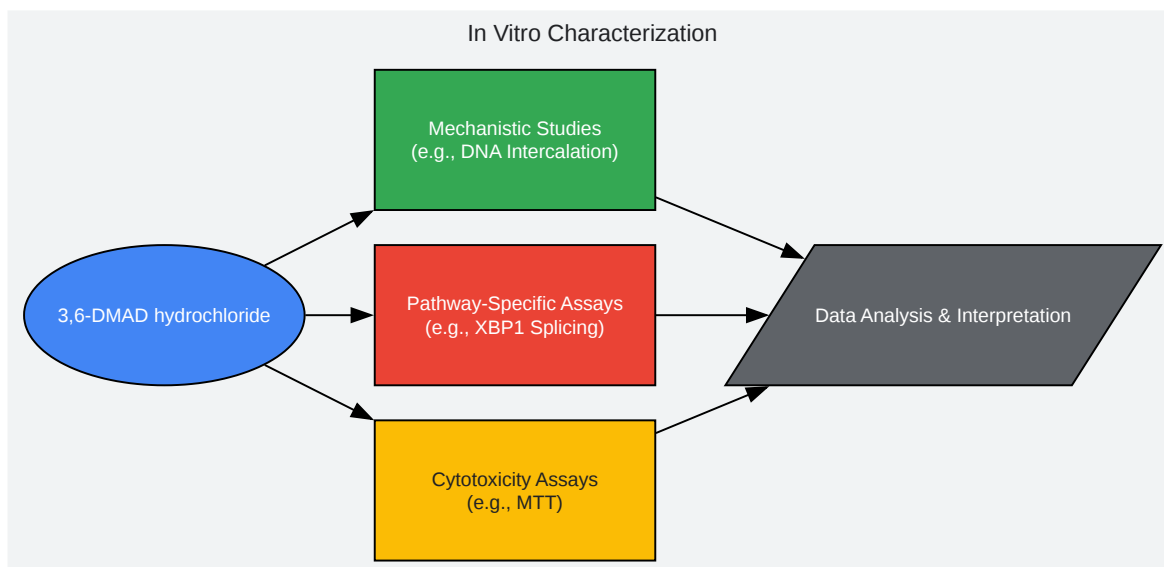 In Vitro Characterization
Mechanistic Studies
(e.g., DNA Intercalation)
3,6-DMAD hydrochloride
Pathway-Specific Assays
(e.g., XBP1 Splicing)
Data Analysis & Interpretation
Cytotoxicity Assays
(e.g., MTT)